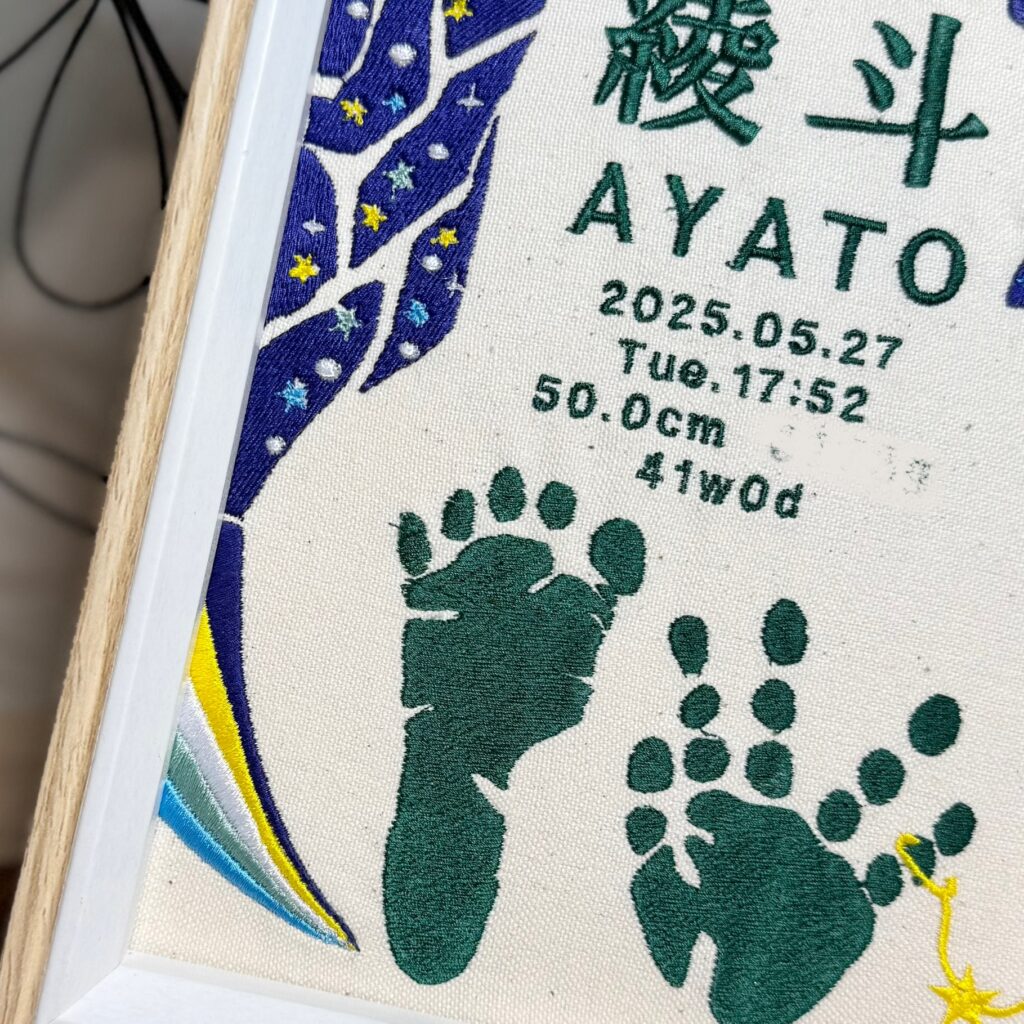 綾斗
AYATO
2025.05.27
Tue.17:52
50.0cm
41w0d